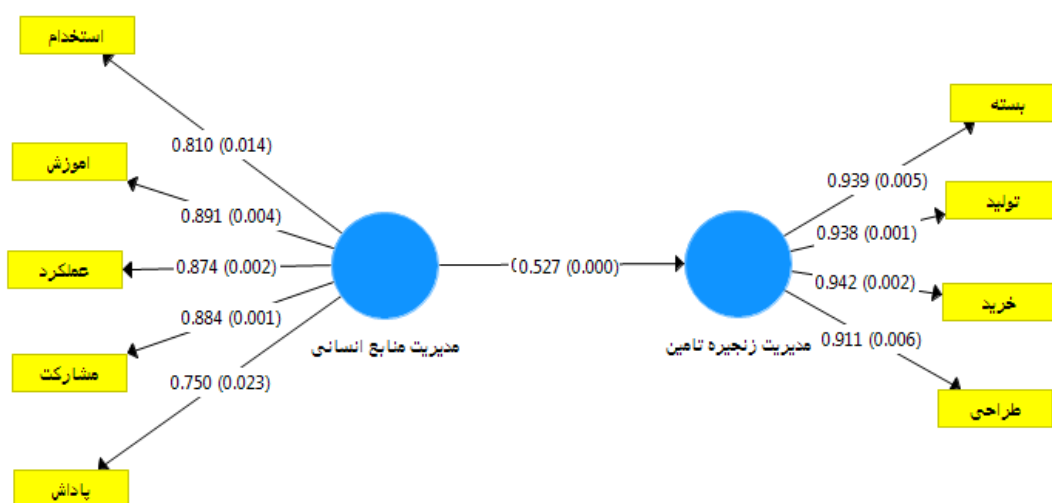 استخدام
0.810 (0.014)
اموزش
0.891 (0.004)
عملکرد
0.874 (0.002)
مشارکت
0.884 (0.001)
پاداش
0.750 (0.023)
مدیریت منابع انسانی
0.527 (0.000)
مدیریت زنجیره تامین
بسته
0.939 (0.005)
تولید
0.938 (0.001)
خرید
0.942 (0.002)
طراحی
0.911 (0.006)